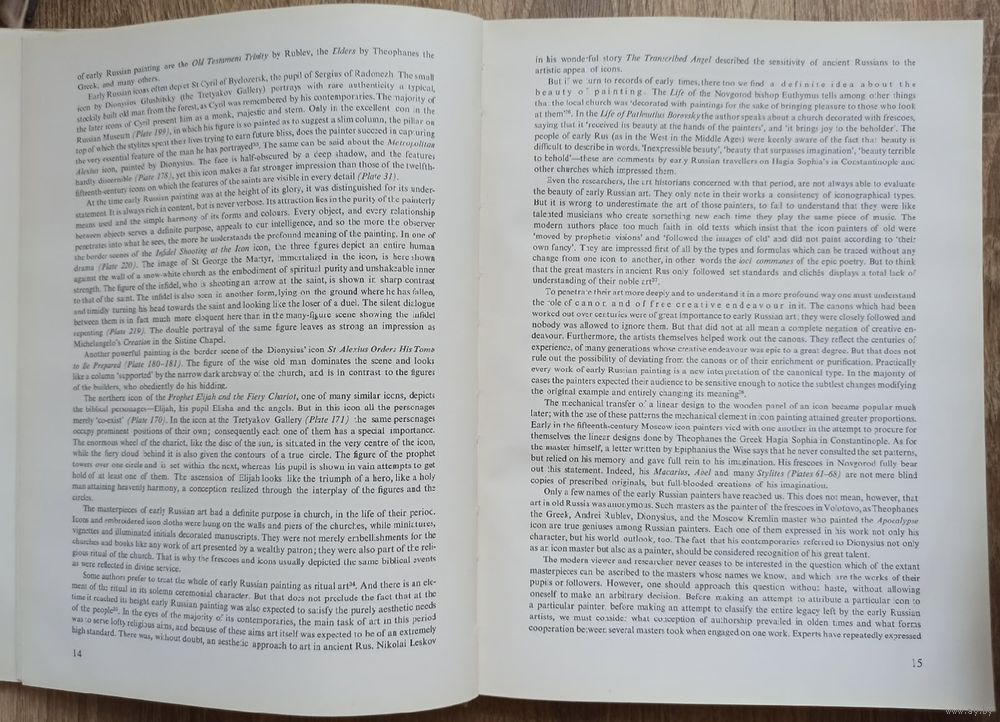 of early Russian painting are the Old Testament Trinity by Rublev, the Elders by Theophanes the
Greek, and many others.
Early Russian icons often depict St Cyril of Byelozersk, the pupil of Sergius of Radonezh. The small
icon by Dionysius Glushitsky (the Tretyakov Gallery) portrays with rare authenticity a typical,
stockily built old man from the forest, as Cyril was remembered by his contemporaries. The majority of
the later icons of Cyril present him as a monk, majestic and stern. Only in the excellent icon in the
Russian Museum (Plate 199), in which his figure is so painted as to suggest a slim column, the pillar on
top of which the stylites spent their lives trying to earn future bliss, does the painter succeed in capturing
the very essential feature of the man he has portrayed³³. The same can be said about the Metropolitan
Alexius icon, painted by Dionysius. The face is half-obscured by a deep shadow, and the features
hardly discernible (Plate 178), yet this icon makes a far stronger impression than those of the twelfth-
fifteenth-century icons on which the features of the saints are visible in every detail (Plate 31).
At the time early Russian painting was at the height of its glory, it was distinguished for its under-
statement. It is always rich in content, but is never verbose. Its attraction lies in the purity of the painterly
means used and the simple harmony of its forms and colours. Every object, and every relationship
between objects serves a definite purpose, appeals to our intelligence, and so the more the observer
penetrates into what he sees, the more he understands the profound meaning of the painting. In one of
the border scenes of the Infidel Shooting at the Icon icon, the three figures depict an entire human
drama (Plate 220). The image of St George the Martyr, immortalized in the icon, is here shown
against the wall of a snow-white church as the embodiment of spiritual purity and unshakeable inner
strength. The figure of the infidel, who is shooting an arrow at the saint, is shown in sharp contrast
to that of the saint. The infidel is also seen in another form, lying on the ground where he has fallen,
and timidly turning his head towards the saint and looking like the loser of a duel. The silent dialogue
between them is in fact much more eloquent here than in the many-figure scene showing the infidel
repenting (Plate 219). The double portrayal of the same figure leaves as strong an impression as
Michelangelo's Creation in the Sistine Chapel.
Another powerful painting is the border scene of the Dionysius' icon St Alexius Orders His Tomb
to Be Prepared (Plate 180-181). The figure of the wise old man dominates the scene and looks
like a column 'supported' by the narrow dark archway of the church, and is in contrast to the figures
of the builders, who obediently do his bidding.
The northern icon of the Prophet Elijah and the Fiery Chariot, one of many similar icons, depicts
the biblical personages—Elijah, his pupil Elisha and the angels. But in this icon all the personages
merely 'co-exist' (Plate 170). In the icon at the Tretyakov Gallery (Plate 171) the same personages
occupy prominent positions of their own; consequently each one of them has a special importance.
The enormous wheel of the chariot, like the disc of the sun, is situated in the very centre of the icon,
while the fiery cloud behind it is also given the contours of a true circle. The figure of the prophet
towers over one circle and is set within the next, whereas his pupil is shown in vain attempts to get
hold of at least one of them. The ascension of Elijah looks like the triumph of a hero, like a holy
man attaining heavenly harmony, a conception realized through the interplay of the figures and the
circles.
The masterpieces of early Russian art had a definite purpose in church, in the life of their period.
Icons and embroidered icon cloths were hung on the walls and piers of the churches, while miniatures,
vignettes and illuminated initials decorated manuscripts. They were not merely embellishments for the
churches and books like any work of art presented by a wealthy patron; they were also part of the reli-
gious ritual of the church. That is why the frescoes and icons usually depicted the same biblical events
as were reflected in divine service.
Some authors prefer to treat the whole of early Russian painting as ritual art³⁴. And there is an ele-
ment of the ritual in its solemn ceremonial character. But that does not preclude the fact that at the
time it reached its height early Russian painting was also expected to satisfy the purely aesthetic needs
of the people³⁵. In the eyes of the majority of its contemporaries, the main task of art in this period
was to serve lofty religious aims, and because of these aims art itself was expected to be of an extremely
high standard. There was, without doubt, an aesthetic approach to art in ancient Rus. Nikolai Leskov
14
in his wonderful story The Transcribed Angel described the sensitivity of ancient Russians to the
artistic appeal of icons.
But if we turn to records of early times, there too we find a definite idea about the
beauty of painting. The Life of the Novgorod bishop Euthymus tells among other things
that the local church was 'decorated with paintings for the sake of bringing pleasure to those who look
at them'³⁶. In the Life of Pafnutius Borovsky the author speaks about a church decorated with frescoes,
saying that it 'received its beauty at the hands of the painters', and 'it brings joy to the beholder'. The
people of early Rus (as in the West in the Middle Ages) were keenly aware of the fact that beauty is
difficult to describe in words. 'Inexpressible beauty', 'beauty that surpasses imagination', 'beauty terrible
to behold'—these are comments by early Russian travellers on Hagia Sophia's in Constantinople and
other churches which impressed them.
Even the researchers, the art historians concerned with that period, are not always able to evaluate
the beauty of early Russian art. They only note in their works a consistency of iconographical types.
But it is wrong to underestimate the art of those painters, to fail to understand that they were like
talented musicians who create something new each time they play the same piece of music. The
modern authors place too much faith in old texts which insist that the icon painters of old were
'moved by prophetic visions' and 'followed the images of old' and did not paint according to 'their
own fancy'. They are impressed first of all by the types and formulas which can be traced without any
change from one icon to another, in other words the loci communes of the epic poetry. But to think
that the great masters in ancient Rus only followed set standards and clichés displays a total lack of
understanding of their noble art³⁷.
To penetrate their art more deeply and to understand it in a more profound way one must understand
the role of canon and of free creative endeavour in it. The canons which had been
worked out over centuries were of great importance to early Russian art; they were closely followed and
nobody was allowed to ignore them. But that did not at all mean a complete negation of creative en-
deavour. Furthermore, the artists themselves helped work out the canons. They reflect the centuries of
experience, of many generations whose creative endeavour was epic to a great degree. But that does not
rule out the possibility of deviating from the canons or of their enrichment or purification. Practically
every work of early Russian painting is a new interpretation of the canonical type. In the majority of
cases the painters expected their audience to be sensitive enough to notice the subtlest changes modifying
the original example and entirely changing its meaning³⁸.
The mechanical transfer of a linear design to the wooden panel of an icon became popular much
later; with the use of these patterns the mechanical element in icon painting attained greater proportions.
Early in the fifteenth-century Moscow icon painters vied with one another in the attempt to procure for
themselves the linear designs done by Theophanes the Greek Hagia Sophia in Constantinople. As for
the master himself, a letter written by Epiphanius the Wise says that he never consulted the set patterns,
but relied on his memory and gave full rein to his imagination. His frescoes in Novgorod fully bear
out this statement. Indeed, his Macarius, Abel and many Stylites (Plates 61-68) are not mere blind
copies of prescribed originals, but full-blooded creations of his imagination.
Only a few names of the early Russian painters have reached us. This does not mean, however, that
art in old Russia was anonymous. Such masters as the painter of the frescoes in Volotovo, as Theophanes
the Greek, Andrei Rublev, Dionysius, and the Moscow Kremlin master who painted the Apocalypse
icon are true geniuses among Russian painters. Each one of them expressed in his work not only his
character, but his world outlook, too. The fact that his contemporaries referred to Dionysius not only
as an icon master but also as a painter, should be considered recognition of his great talent.
The modern viewer and researcher never ceases to be interested in the question which of the extant
masterpieces can be ascribed to the masters whose names we know, and which are the works of their
pupils or followers. However, one should approach this question without haste, without allowing
oneself to make an arbitrary decision. Before making an attempt to attribute a particular icon to
a particular painter, before making an attempt to classify the entire legacy left by the early Russian
artists, we must consider what conception of authorship prevailed in olden times and what forms
cooperation between several masters took when engaged on one work. Experts have repeatedly expressed
15
www.ay.by